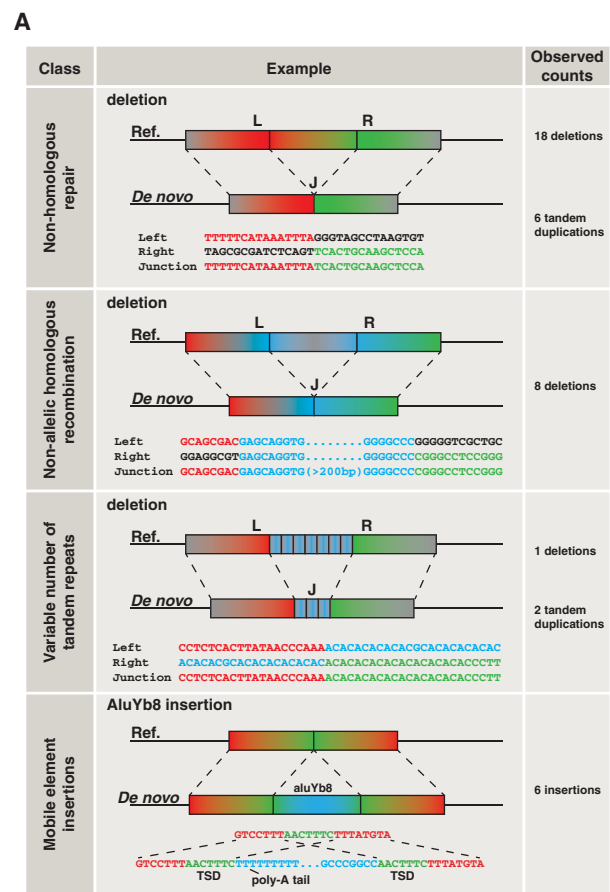 A
Class
Example
Observed counts
Non-homologous repair
deletion
L
R
Ref.
J
De novo
Left TTTTTCATAAATTTAGGGTAGCCTAAGTGT
Right TAGCGCGATCTCAGTTCACTGCAAGCTCCA
Junction TTTTTCATAAATTTATCACTGCAAGCTCCA
18 deletions
6 tandem duplications
Non-allelic homologous recombination
deletion
L
R
Ref.
J
De novo
Left GCAGCGACGAGCAGGTG........GGGGCCCGGGGGTCGCTGC
Right GGAGGCGTGAGCAGGTG........GGGGCCCCGGGCCTCCGGG
Junction GCAGCGACGAGCAGGTG(>200bp)GGGGCCCCGGGCCTCCGGG
8 deletions
Variable number of tandem repeats
deletion
L
R
Ref.
J
De novo
Left CCTCTCACTTATAACCCAAAACACACACACACGCACACACACAC
Right ACACACGCACACACACACACACACACACACACACACACACCCTT
Junction CCTCTCACTTATAACCCAAAACACACACACACACACACACCCTT
1 deletions
2 tandem duplications
Mobile element insertions
AluYb8 insertion
Ref.
aluYb8
De novo
GTCCTTTAACTTTCTTTATGTA
GTCCTTTAACTTTCTTTTTTTTT...GCCCGGCCAACTTTCTTTATGTA
TSD
poly-A tail
TSD
6 insertions